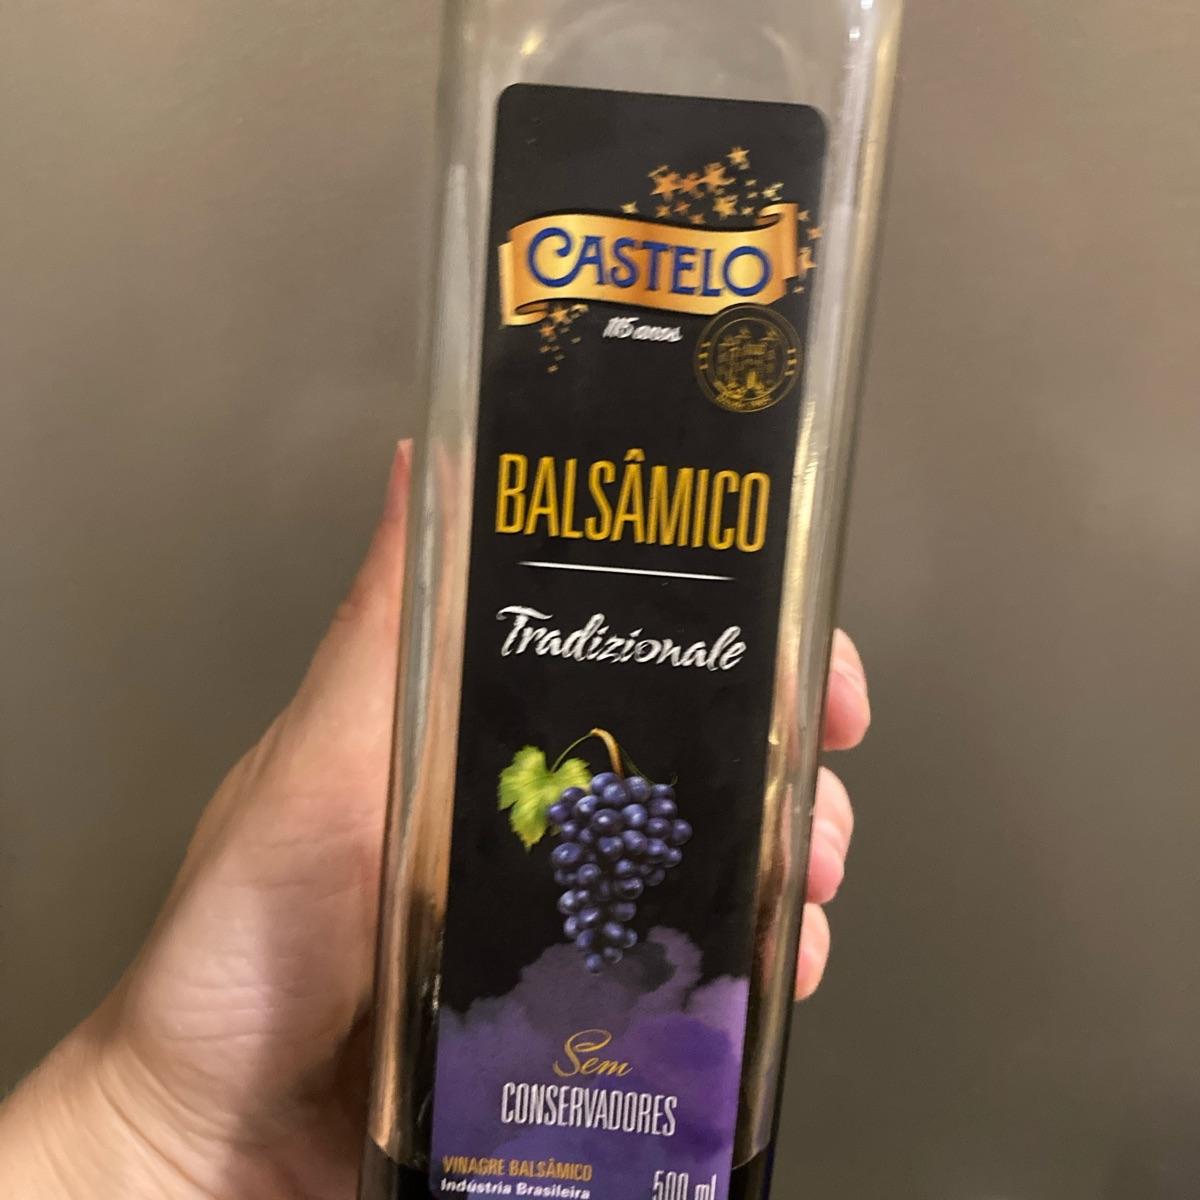 CASTELO
115 anos
BALSÂMICO
Tradizionale
Sem
CONSERVADORES
VINAGRE BALSÂMICO
Indústria Brasileira
500 ml